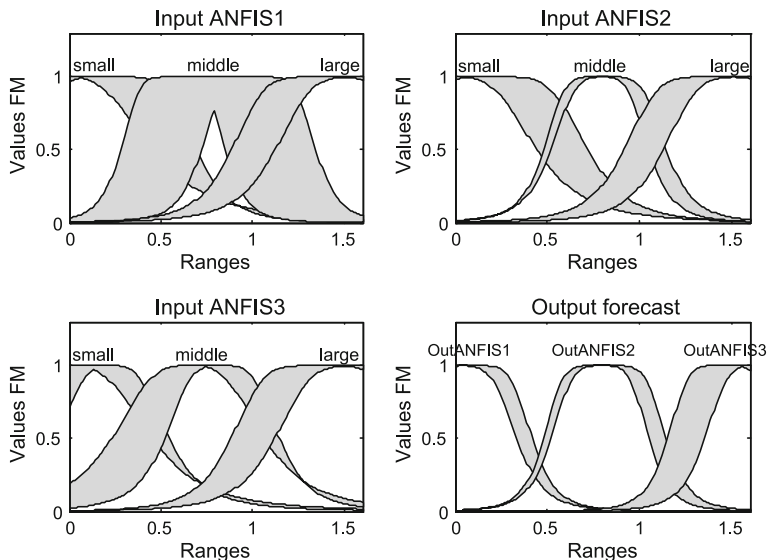 Input ANFIS1
small middle large
Values FM
1
0.5
0
0 0.5 1 1.5
Ranges
Input ANFIS2
small middle large
Values FM
1
0.5
0
0 0.5 1 1.5
Ranges
Input ANFIS3
small middle large
Values FM
1
0.5
0
0 0.5 1 1.5
Ranges
Output forecast
OutANFIS1 OutANFIS2 OutANFIS3
Values FM
1
0.5
0
0 0.5 1 1.5
Ranges